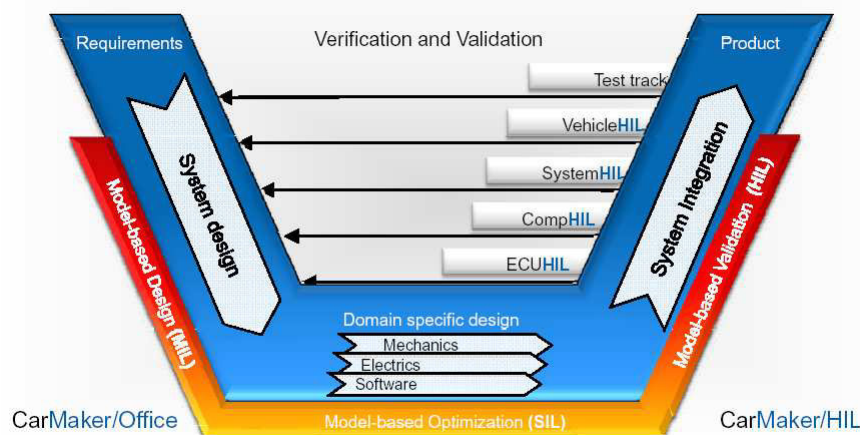 Requirements
Verification and Validation
Product
Test track
VehicleHIL
SystemHIL
CompHIL
ECUHIL
System design
System integration
Model-based Design (MIL)
Model-based Validation (HIL)
Domain specific design
Mechanics
Electrics
Software
CarMaker/Office
Model-based Optimization (SIL)
CarMaker/HIL